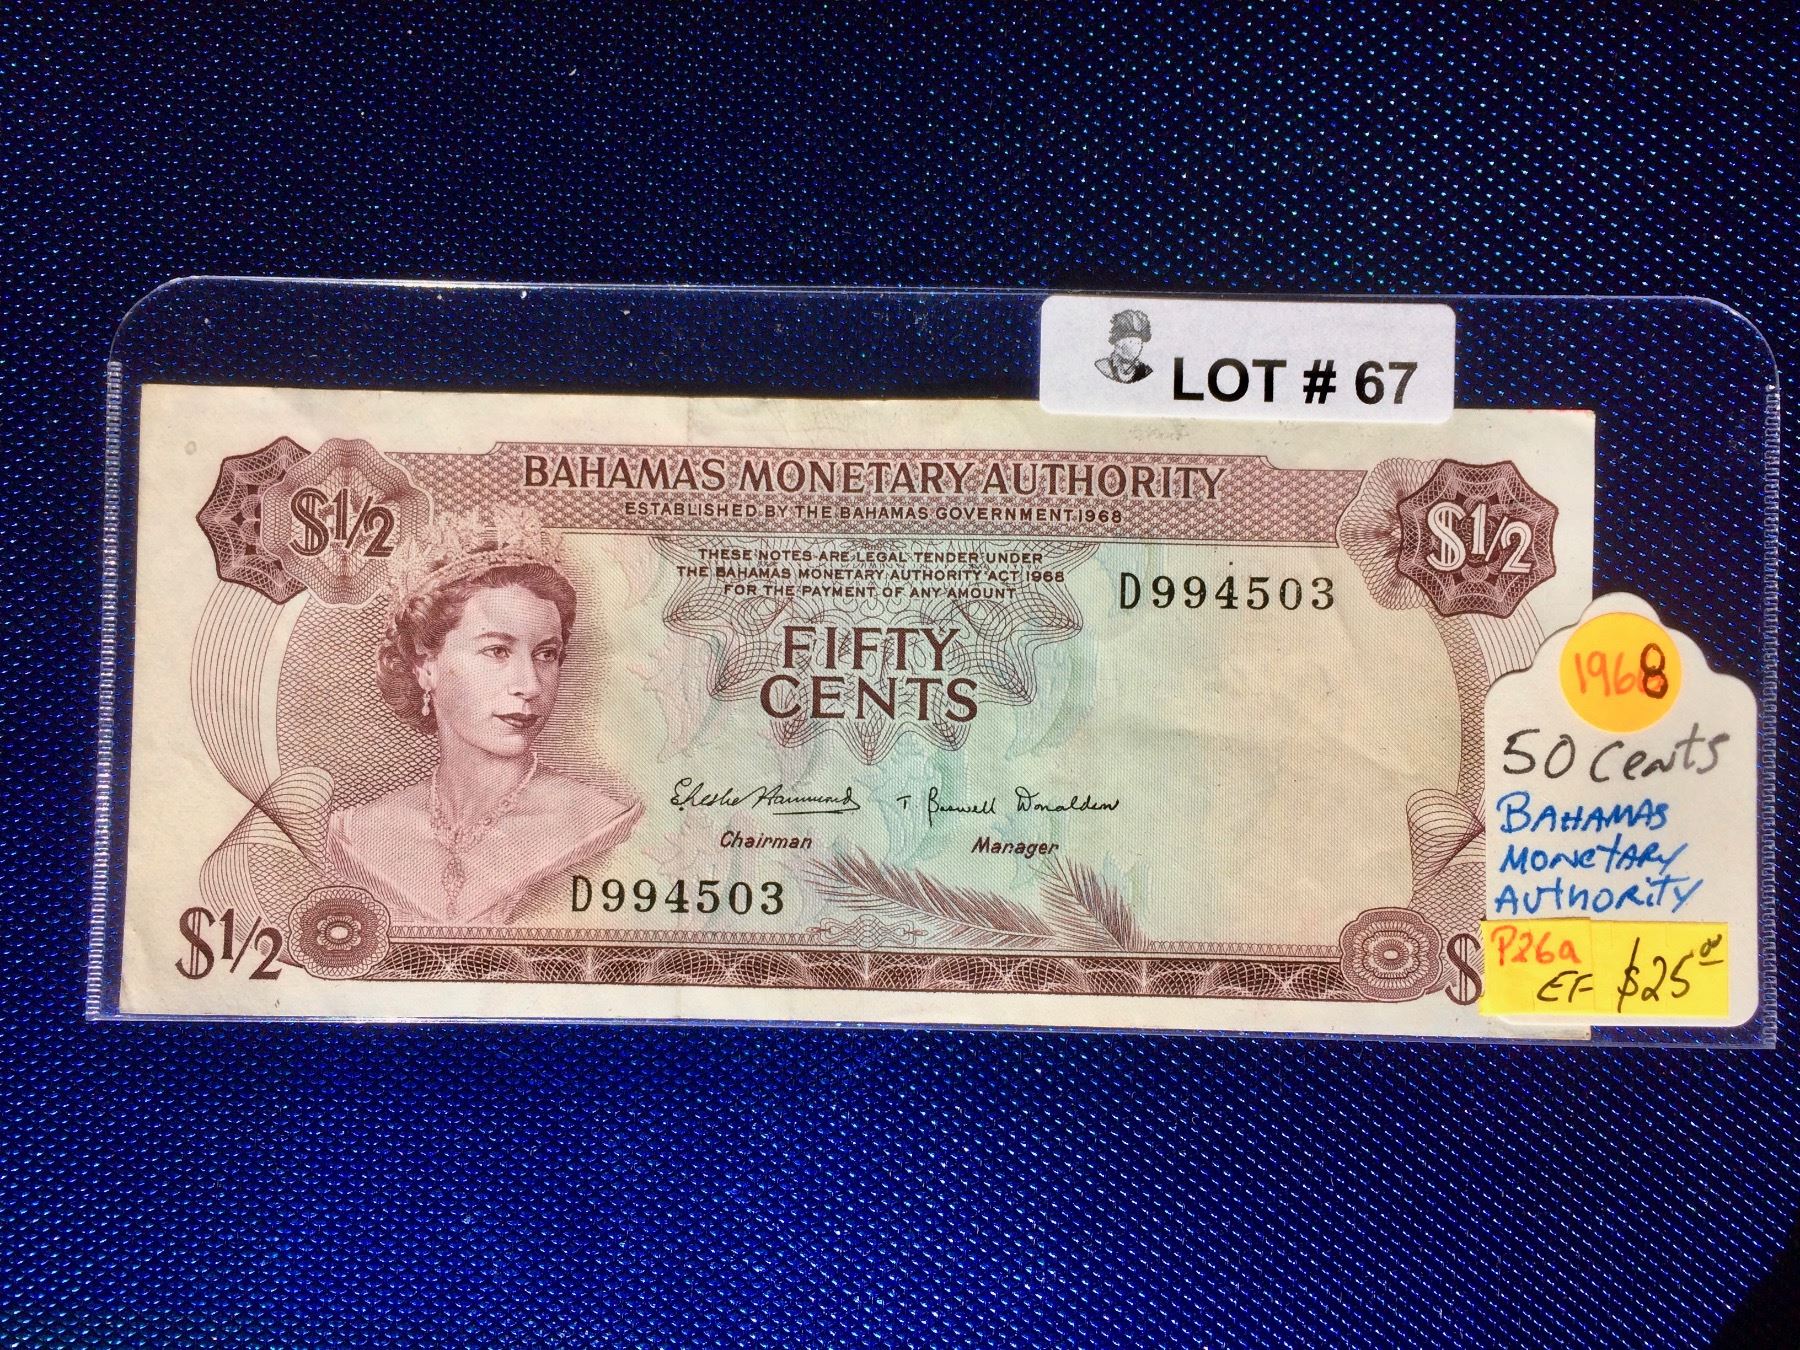 LOT # 67
BAHAMAS MONETARY AUTHORITY
ESTABLISHED BY THE BAHAMAS GOVERNMENT 1968
$1/2
$1/2
THESE NOTES ARE LEGAL TENDER UNDER
THE BAHAMAS MONETARY AUTHORITY ACT 1968
FOR THE PAYMENT OF ANY AMOUNT
D994503
FIFTY
CENTS
T Boswell Donaldson
Chairman Manager
D994503
$1/2
$
1968
50 Cents
BAHAMAS
MONETARY
AUTHORITY
P26a
EF $25.00